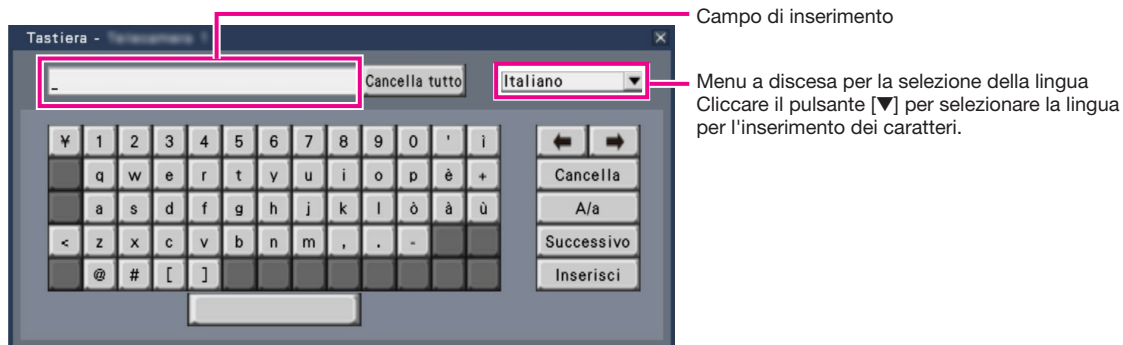 Campo di inserimento
Tastiera -
×
_
Cancella tutto
Italiano ▼
Menu a discesa per la selezione della lingua
Cliccare il pulsante [▼] per selezionare la lingua
per l'inserimento dei caratteri.
¥ 1 2 3 4 5 6 7 8 9 0 ' ì ← →
q w e r t y u i o p è + Cancella
a s d f g h j k l ò à ù A/a
< z x c v b n m , . - Successivo
@ # [ ] Inserisci